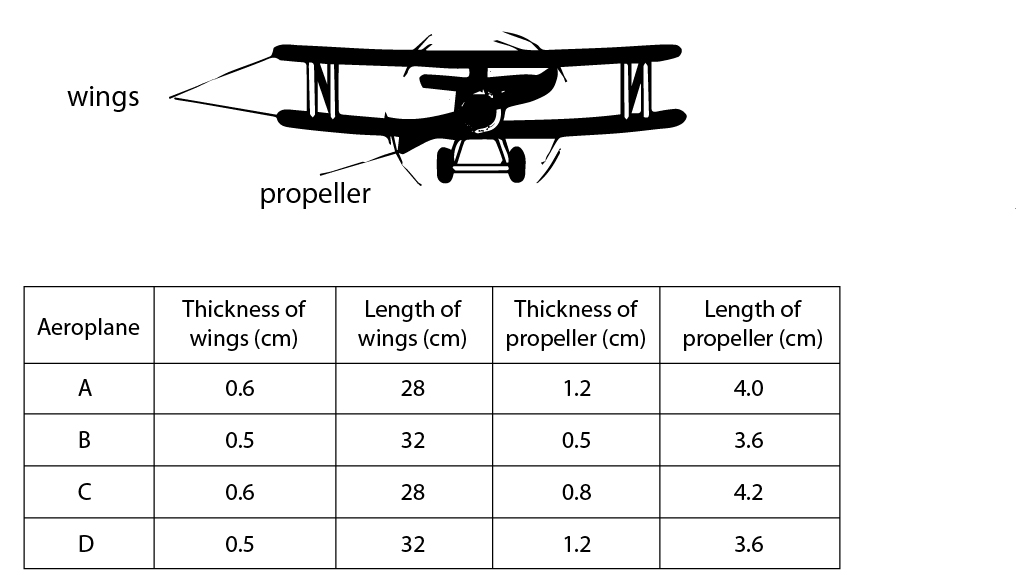 wings
propeller
Aeroplane Thickness of wings (cm) Length of wings (cm) Thickness of propeller (cm) Length of propeller (cm)
A 0.6 28 1.2 4.0
B 0.5 32 0.5 3.6
C 0.6 28 0.8 4.2
D 0.5 32 1.2 3.6